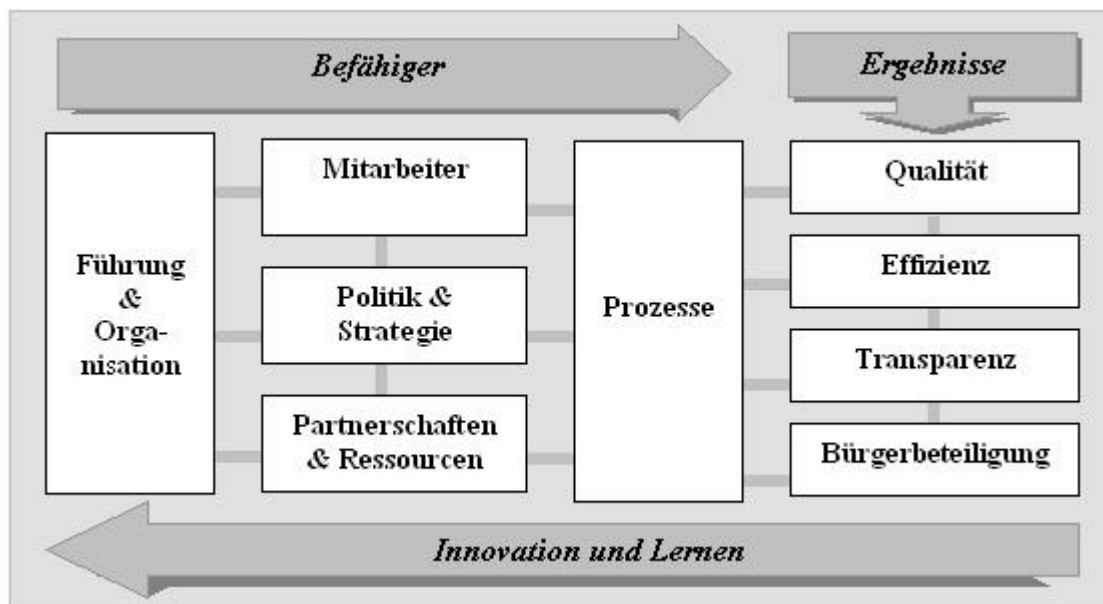 Befähiger
Ergebnisse
Führung
&
Orga-
nisation
Mitarbeiter
Politik &
Strategie
Partnerschaften
& Ressourcen
Prozesse
Qualität
Effizienz
Transparenz
Bürgerbeteiligung
Innovation und Lernen